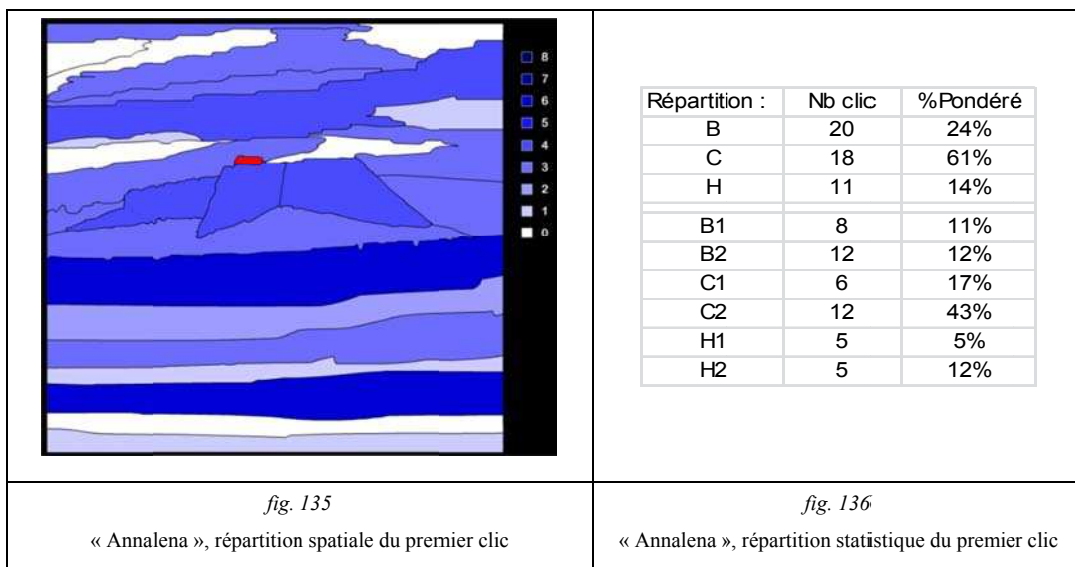 8
7
6
5
4
3
2
1
0
Répartition : Nb clic %Pondéré
B 20 24%
C 18 61%
H 11 14%
B1 8 11%
B2 12 12%
C1 6 17%
C2 12 43%
H1 5 5%
H2 5 12%
fig. 135
« Annalena », répartition spatiale du premier clic
fig. 136
« Annalena », répartition statistique du premier clic